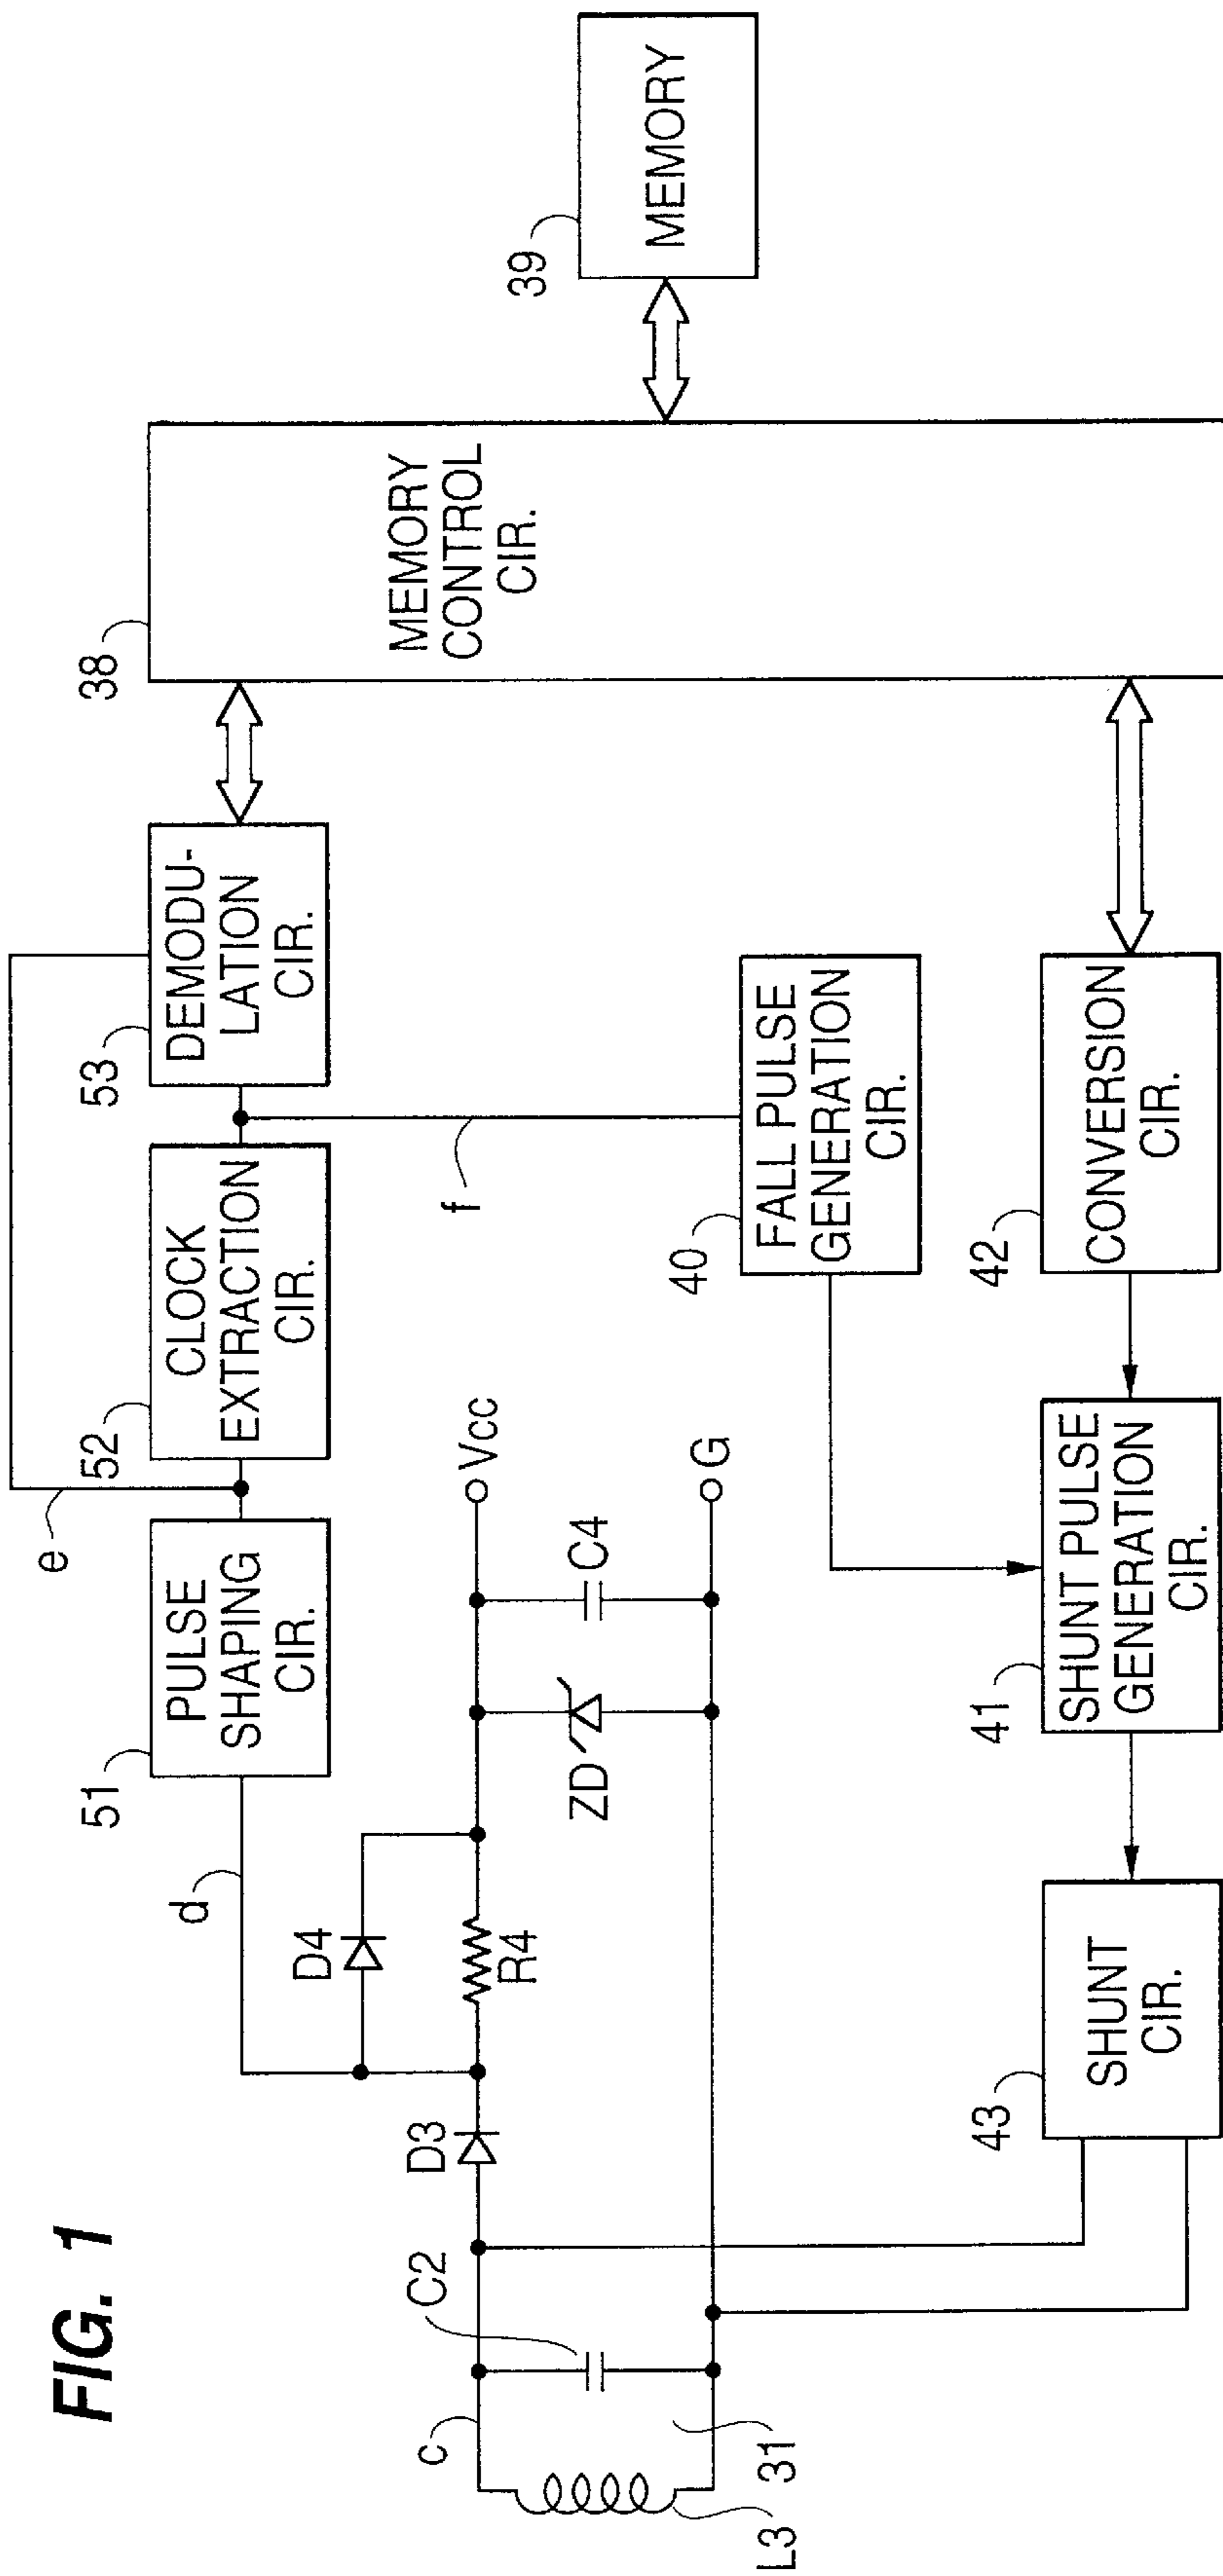 FIG. 1
51
PULSE
SHAPING
CIR.
e
52
CLOCK
EXTRACTION
CIR.
53
DEMODU-
LATION
CIR.
38
MEMORY
CONTROL
CIR.
39
MEMORY
d
D4
f
c
C2
D3
R4
Vcc
ZD
C4
G
L3
31
40
FALL PULSE
GENERATION
CIR.
43
SHUNT
CIR.
41
SHUNT PULSE
GENERATION
CIR.
42
CONVERSION
CIR.